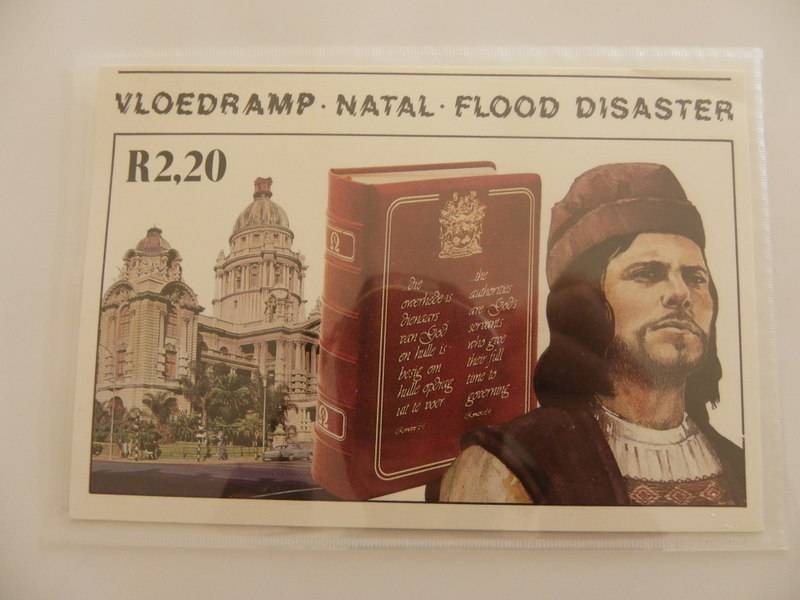 VLOEDRAMP · NATAL · FLOOD DISASTER
R2,20
Ω
Ω
die
owerhede is
dienaars
van God
en hulle is
besig om
hulle opdrag
uit te voer
...the
authorities
are God's
servants
who give
their full
time to
governing